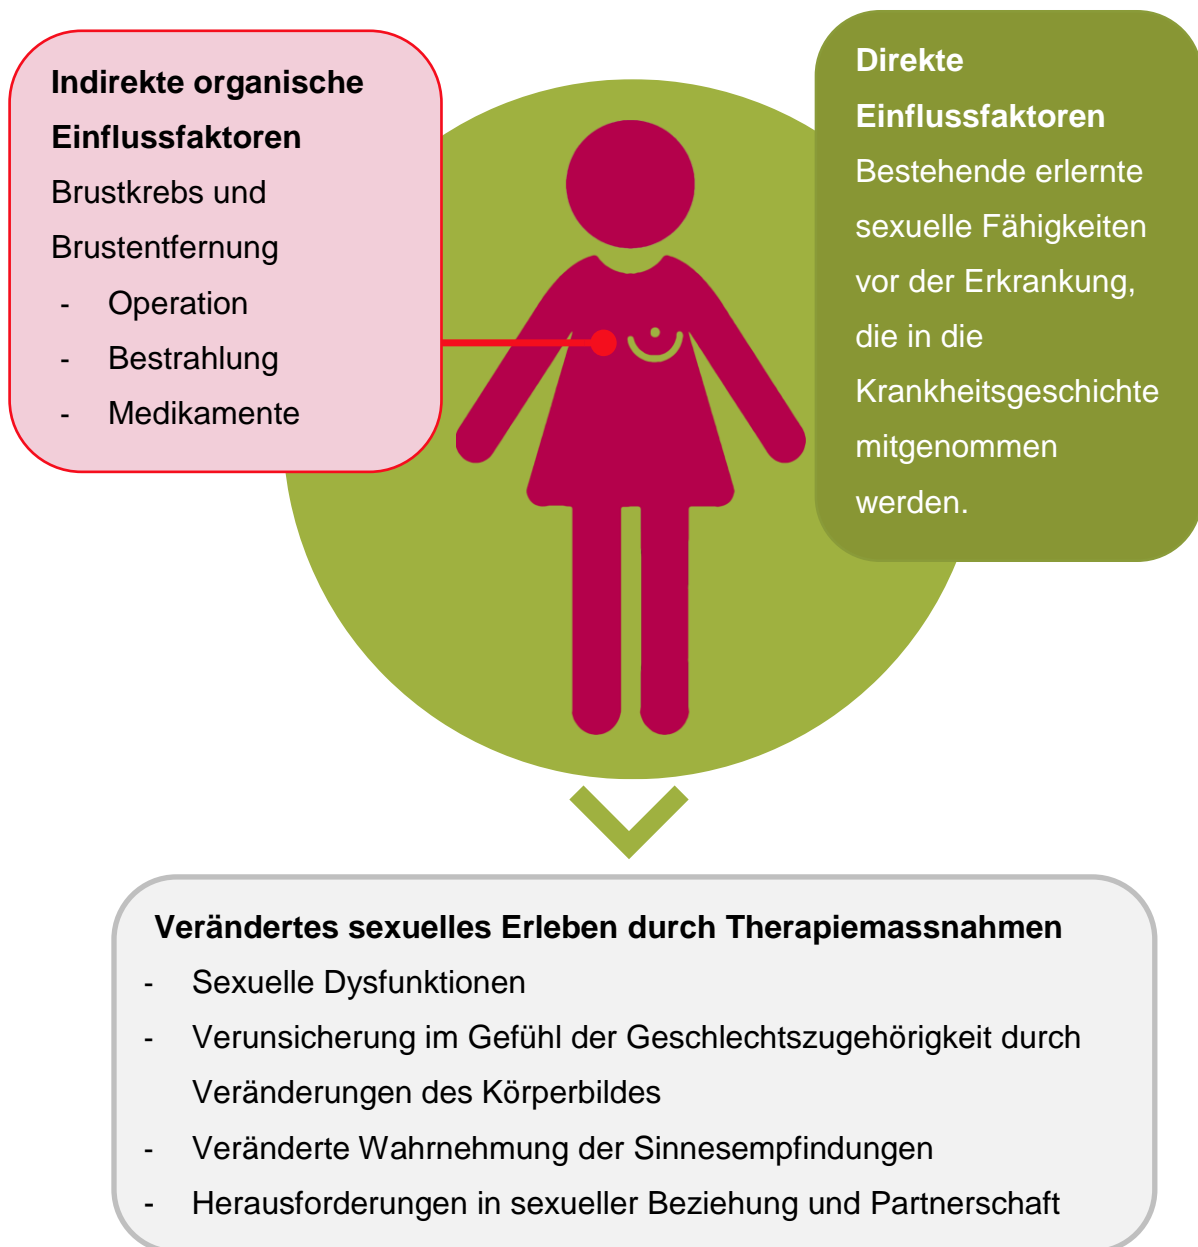 Indirekte organische
Einflussfaktoren
Brustkrebs und
Brustentfernung
- Operation
- Bestrahlung
- Medikamente
Direkte
Einflussfaktoren
Bestehende erlernte
sexuelle Fähigkeiten
vor der Erkrankung,
die in die
Krankheitsgeschichte
mitgenommen
werden.
Verändertes sexuelles Erleben durch Therapiemassnahmen
- Sexuelle Dysfunktionen
- Verunsicherung im Gefühl der Geschlechtszugehörigkeit durch
Veränderungen des Körperbildes
- Veränderte Wahrnehmung der Sinnesempfindungen
- Herausforderungen in sexueller Beziehung und Partnerschaft